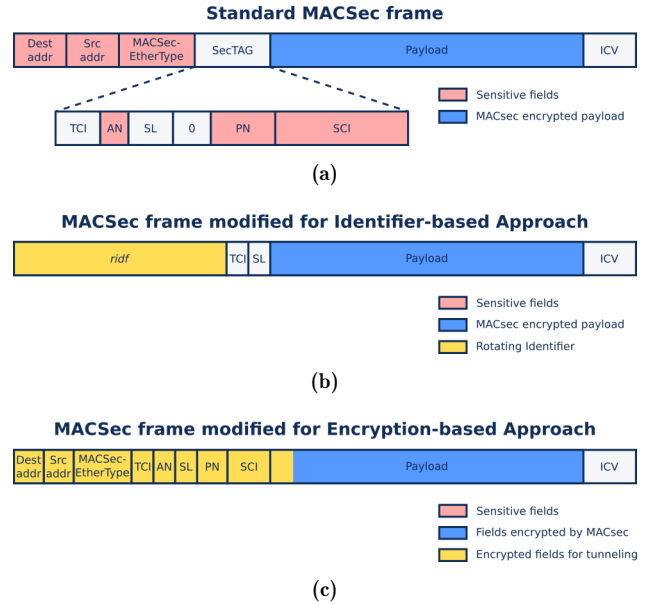 Standard MACSec frame
Dest addr
Src addr
MACSec-EtherType
SecTAG
Payload
ICV
TCI
AN
SL
0
PN
SCI
Sensitive fields
MACsec encrypted payload
(a)
MACSec frame modified for Identifier-based Approach
ridf
TCI
SL
Payload
ICV
Sensitive fields
MACsec encrypted payload
Rotating Identifier
(b)
MACSec frame modified for Encryption-based Approach
Dest addr
Src addr
MACSec-EtherType
TCI
AN
SL
PN
SCI
Payload
ICV
Sensitive fields
Fields encrypted by MACsec
Encrypted fields for tunneling
(c)